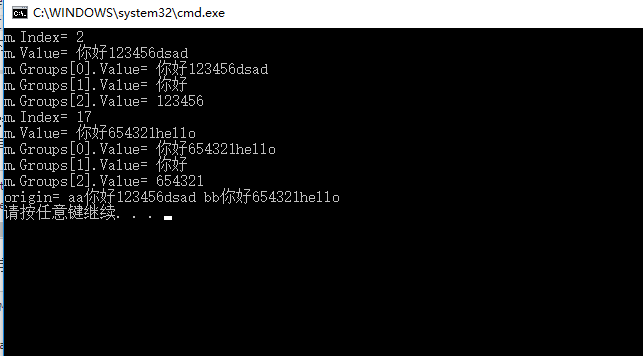 C:\WINDOWS\system32\cmd.exe
m.Index= 2
m.Value= 你好123456dsad
m.Groups[0].Value= 你好123456dsad
m.Groups[1].Value= 你好
m.Groups[2].Value= 123456
m.Index= 17
m.Value= 你好654321hello
m.Groups[0].Value= 你好654321hello
m.Groups[1].Value= 你好
m.Groups[2].Value= 654321
origin= aa你好123456dsad bb你好654321hello
请按任意键继续. . .